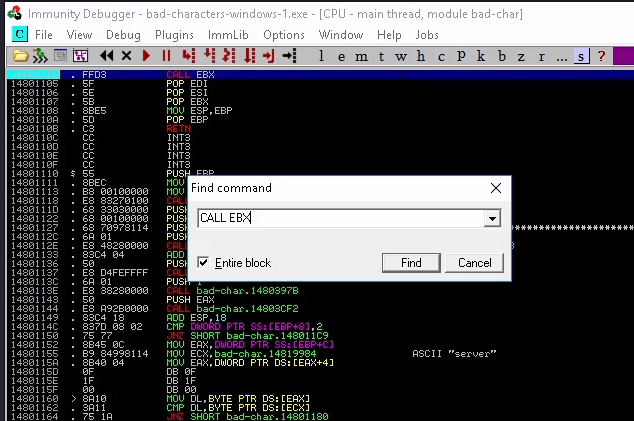 Immunity Debugger - bad-characters-windows-1.exe - [CPU - main thread, module bad-char]
C File View Debug Plugins ImmLib Options Window Help Jobs
l e m t w h c p k b z r ... s ?
. FFD3 CALL EBX
14801105 . 5F POP EDI
14801106 . 5E POP ESI
14801107 . 5B POP EBX
14801108 . 8BE5 MOV ESP,EBP
1480110A . 5D POP EBP
1480110B . C3 RETN
1480110C CC INT3
1480110D CC INT3
1480110E CC INT3
1480110F CC INT3
14801110 $ 55 PUSH EBP
14801111 . 8BEC MOV
14801113 . B8 00100000 MOV
14801118 . E8 83270100 CALL
1480111D . 68 33030000 PUSH
14801122 . 68 00100000 PUSH
14801127 . 68 70978114 PUSH
1480112C . 6A 01 PUSH
1480112E . E8 48280000 CALL
14801133 . 83C4 04 ADD
14801136 . 50 PUSH
14801137 . E8 D4FEFFFF CALL
1480113C . 6A 01 PUSH 1
1480113E . E8 38280000 CALL bad-char.1480397B
14801143 . 50 PUSH EAX
14801144 . E8 A92B0000 CALL bad-char.14803CF2
14801149 . 83C4 18 ADD ESP,18
1480114C . 837D 08 02 CMP DWORD PTR SS:[EBP+8],2
14801150 . 75 77 JNZ SHORT bad-char.148011C9
14801152 . 8B45 0C MOV EAX,DWORD PTR SS:[EBP+C]
14801155 . B9 84998114 MOV ECX,bad-char.14819984 ASCII "server"
1480115A . 8B40 04 MOV EAX,DWORD PTR DS:[EAX+4]
1480115D 0F DB 0F
1480115E 1F DB 1F
1480115F 00 DB 00
14801160 > 8A10 MOV DL,BYTE PTR DS:[EAX]
14801162 . 3A11 CMP DL,BYTE PTR DS:[ECX]
14801164 . 75 1A JNZ SHORT bad-char.14801180
Find command
CALL EBX
Entire block
Find
Cancel